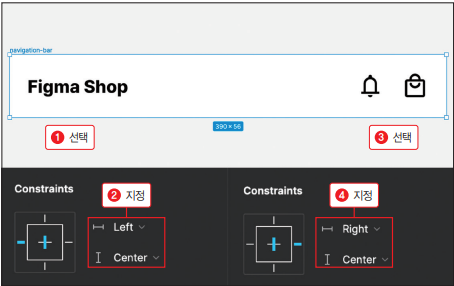 navigation-bar
Figma Shop
390 × 56
1 선택
3 선택
Constraints
2 지정
Left
Center
Constraints
4 지정
Right
Center